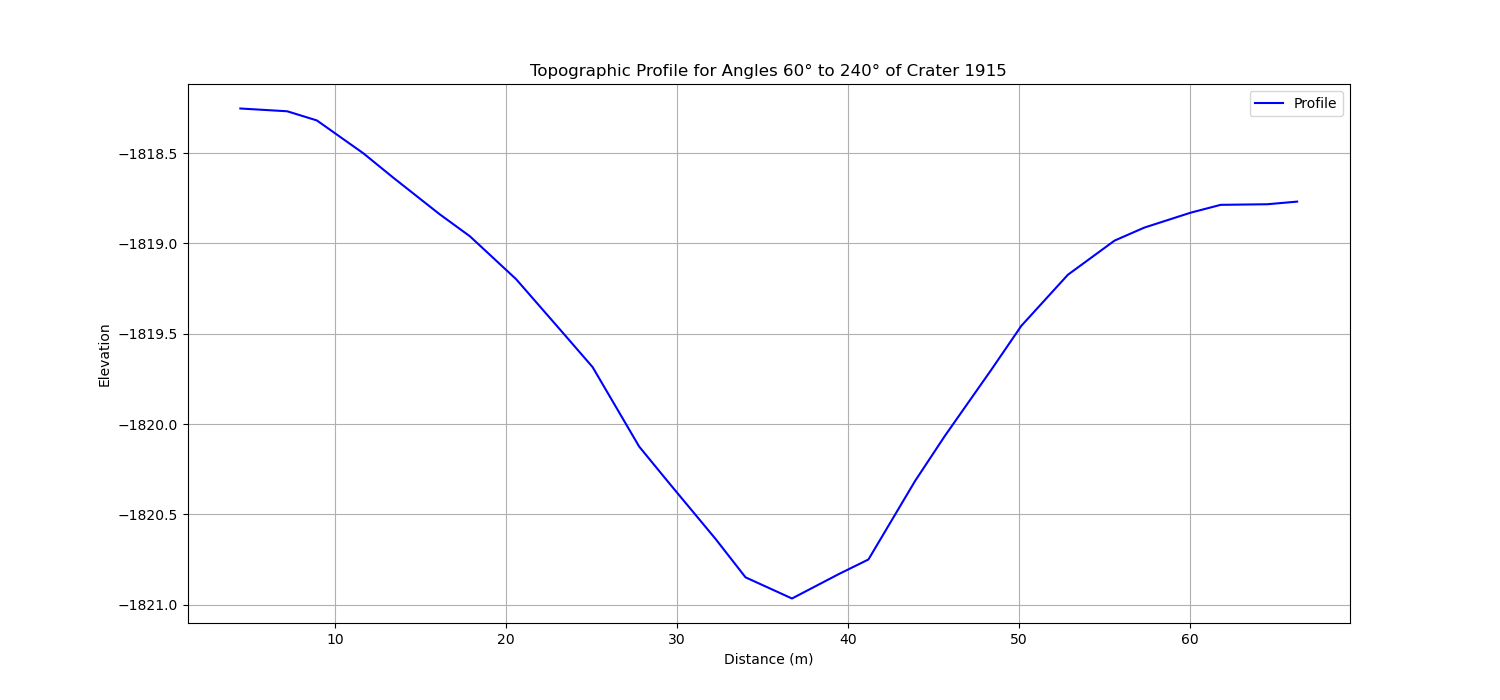 Topographic Profile for Angles 60° to 240° of Crater 1915
Profile
−1818.5
−1819.0
−1819.5
−1820.0
−1820.5
−1821.0
Elevation
10 20 30 40 50 60
Distance (m)